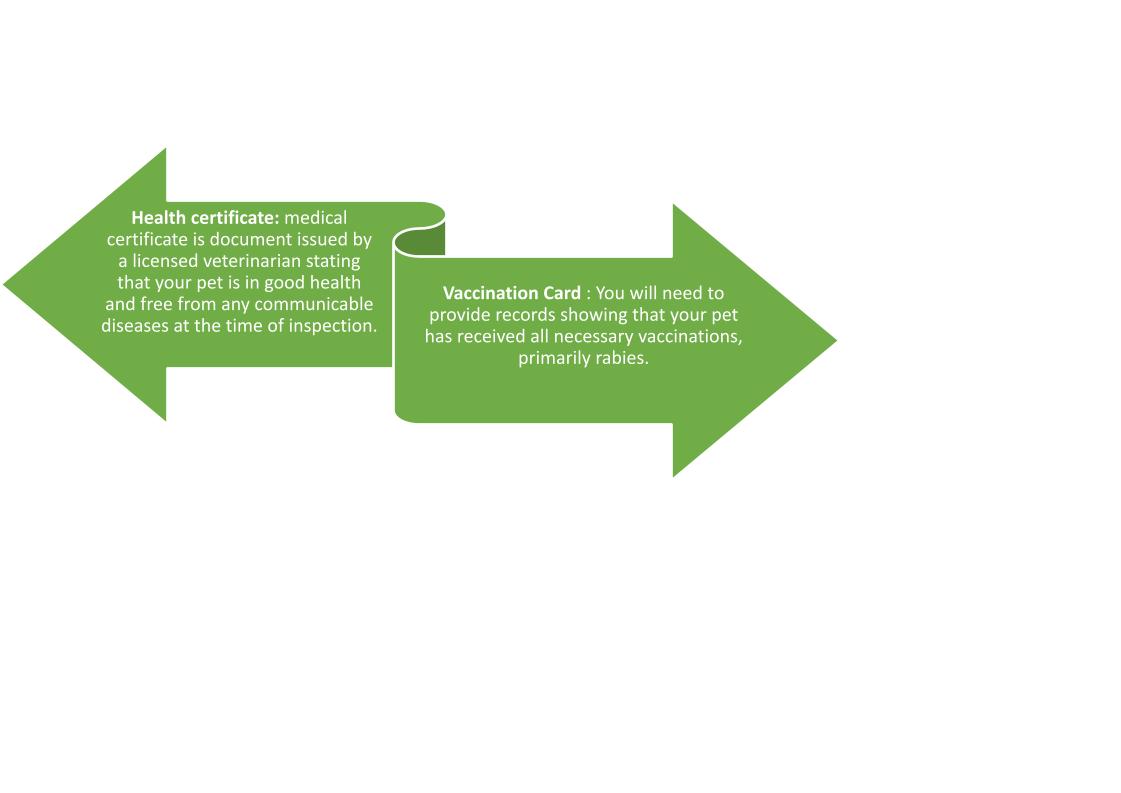 Health certificate: medical
certificate is document issued by
a licensed veterinarian stating
that your pet is in good health
and free from any communicable
diseases at the time of inspection.
Vaccination Card : You will need to
provide records showing that your pet
has received all necessary vaccinations,
primarily rabies.